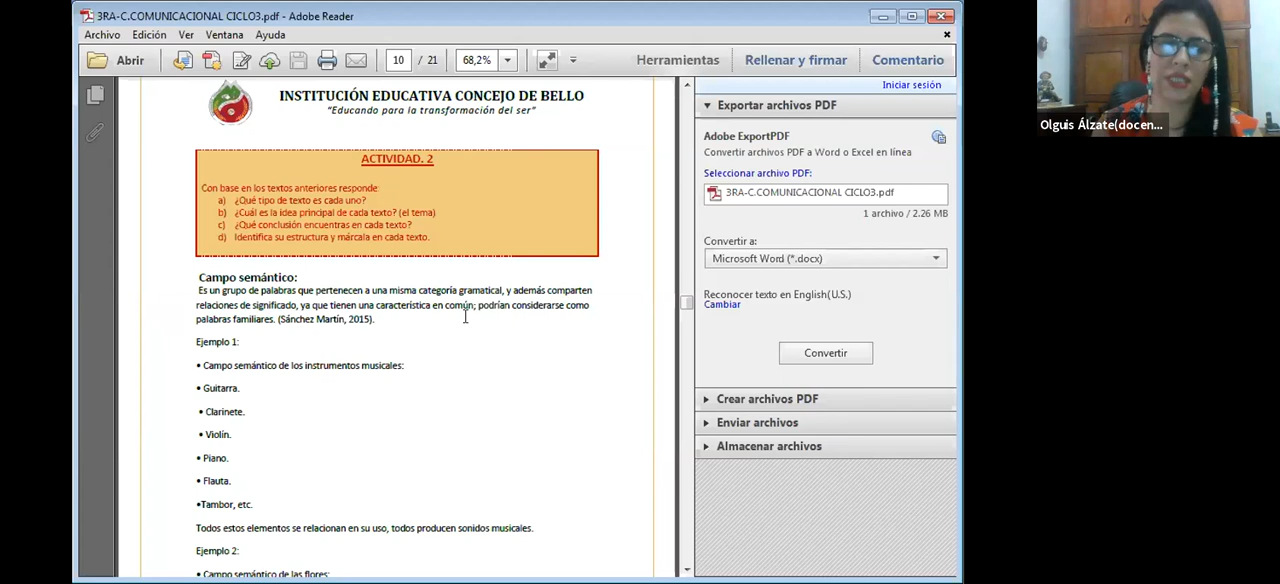 3RA-C.COMUNICACIONAL CICLO3.pdf - Adobe Reader
Archivo Edición Ver Ventana Ayuda
Abrir 10 / 21 68,2% Herramientas Rellenar y firmar Comentario
INSTITUCIÓN EDUCATIVA CONCEJO DE BELLO
“Educando para la transformación del ser”
ACTIVIDAD. 2
Con base en los textos anteriores responde:
a) ¿Qué tipo de texto es cada uno?
b) ¿Cuál es la idea principal de cada texto? (el tema)
c) ¿Qué conclusión encuentras en cada texto?
d) Identifica su estructura y márcala en cada texto.
Campo semántico:
Es un grupo de palabras que pertenecen a una misma categoría gramatical, y además comparten
relaciones de significado, ya que tienen una característica en común; podrían considerarse como
palabras familiares. (Sánchez Martín, 2015).
Ejemplo 1:
• Campo semántico de los instrumentos musicales:
• Guitarra.
• Clarinete.
• Violín.
• Piano.
• Flauta.
•Tambor, etc.
Todos estos elementos se relacionan en su uso, todos producen sonidos musicales.
Ejemplo 2:
• Campo semántico de las flores:
Iniciar sesión
Exportar archivos PDF
Adobe ExportPDF
Convertir archivos PDF a Word o Excel en línea
Seleccionar archivo PDF:
3RA-C.COMUNICACIONAL CICLO3.pdf
1 archivo / 2.26 MB
Convertir a:
Microsoft Word (*.docx)
Reconocer texto en English(U.S.)
Cambiar
Convertir
Crear archivos PDF
Enviar archivos
Almacenar archivos
Olguis Álzate(docen...